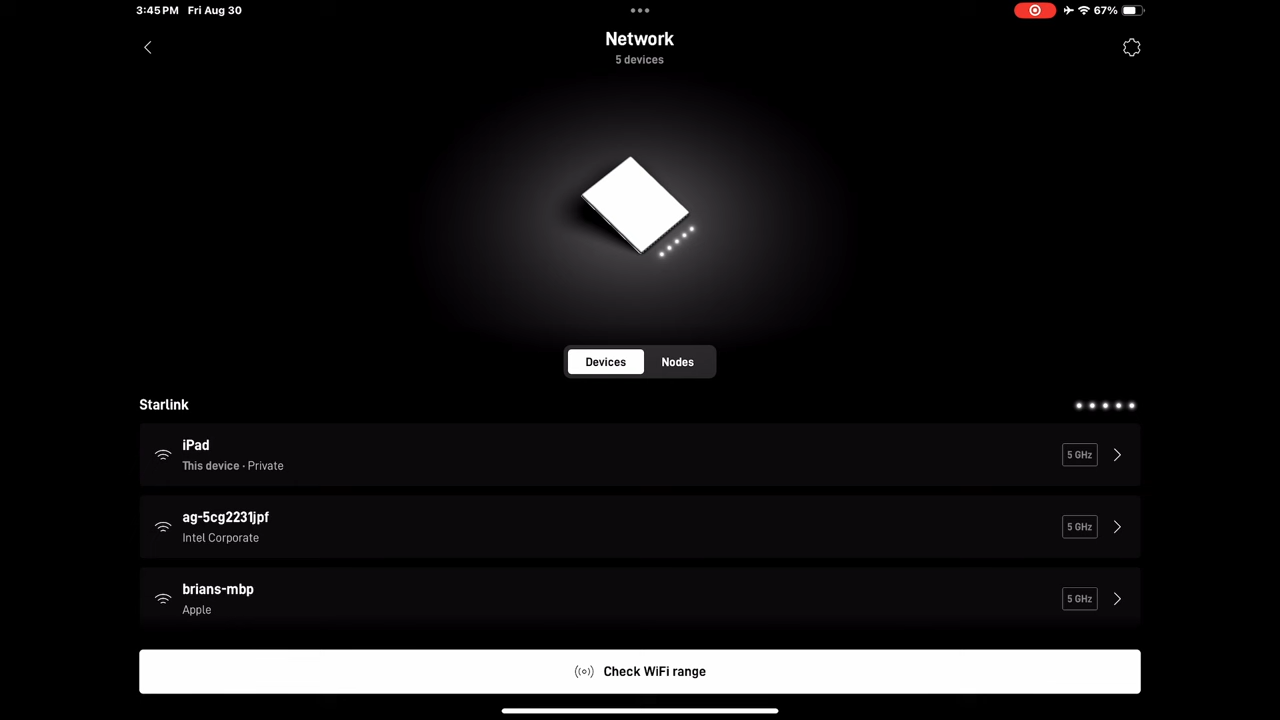 3:45 PM Fri Aug 30
67%
Network
5 devices
Devices Nodes
Starlink
iPad
This device · Private
5 GHz
ag-5cg2231jpf
Intel Corporate
5 GHz
brians-mbp
Apple
5 GHz
Check WiFi range